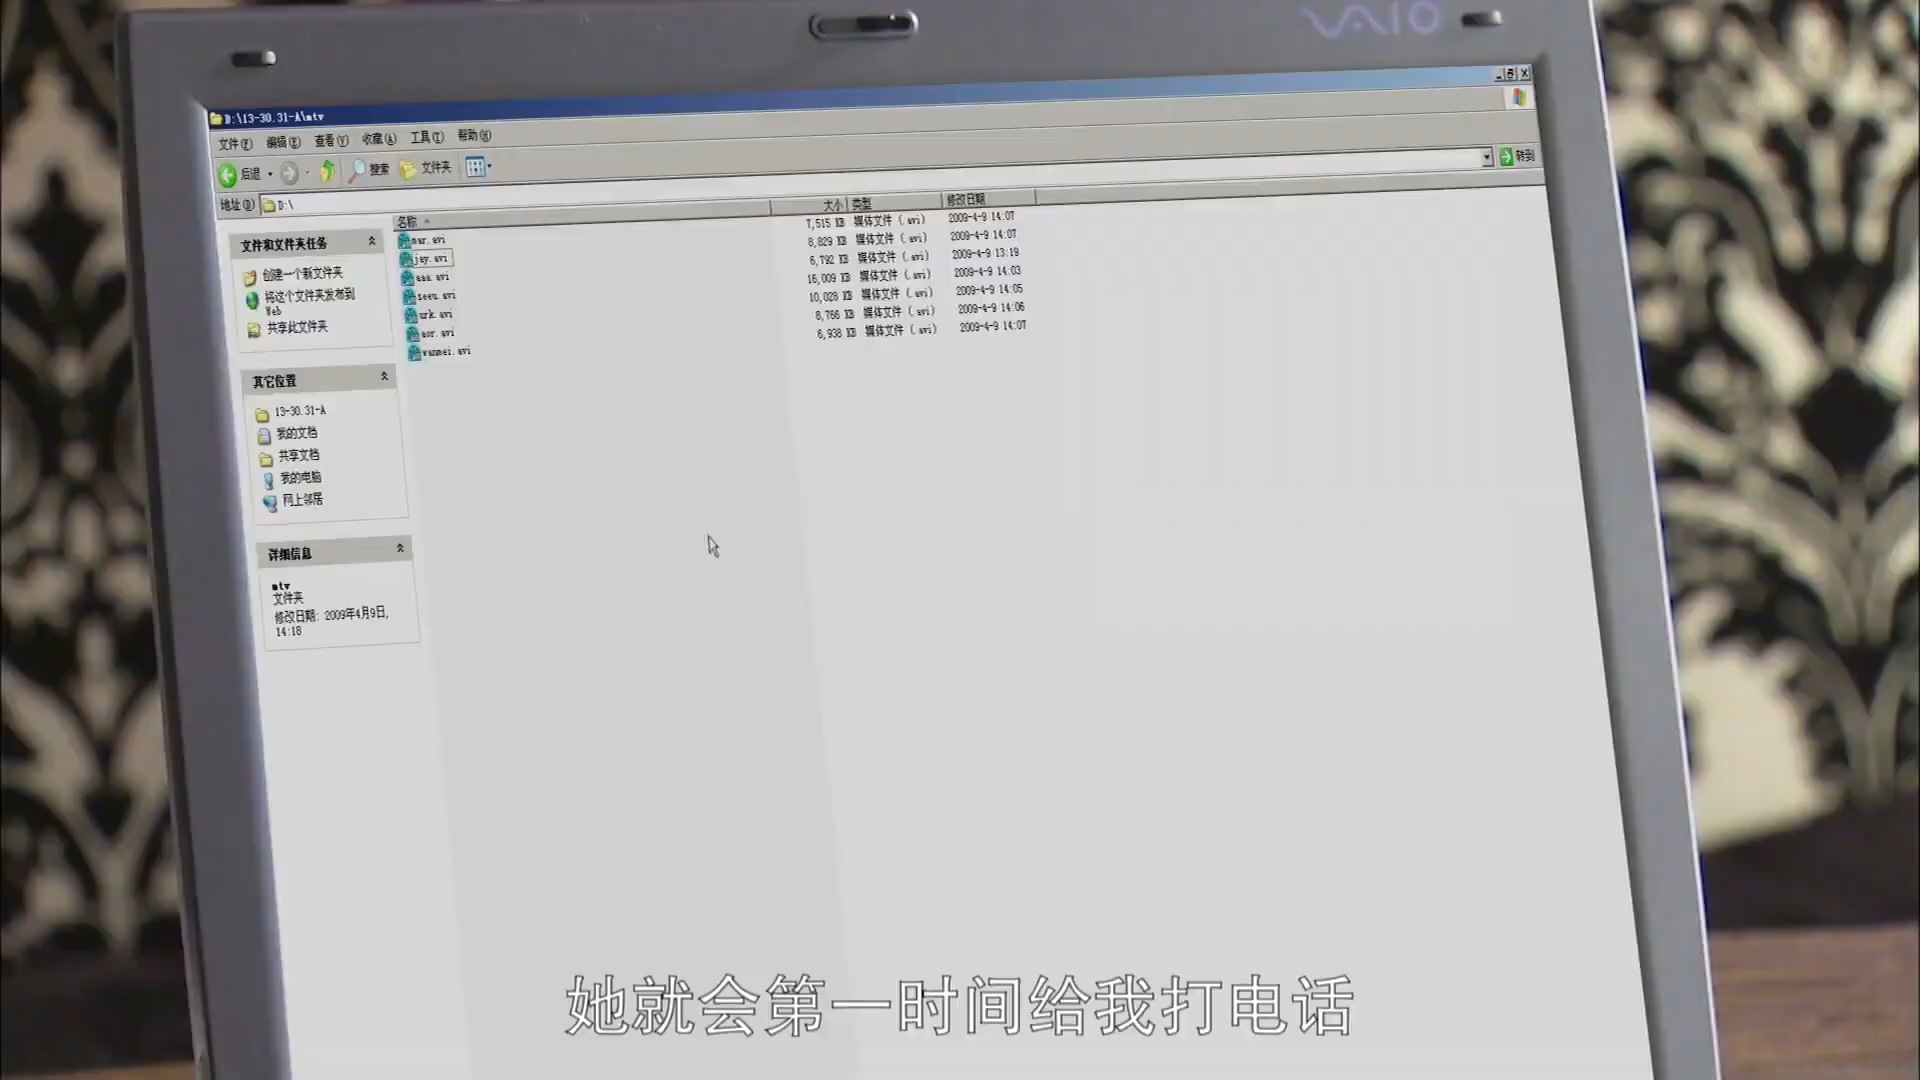 VAIO
D:\13-30.31-A\mtv
文件(F) 编辑(E) 查看(V) 收藏(A) 工具(T) 帮助(H)
后退 搜索 文件夹
地址(D) D:\ 转到
名称 大小 类型 修改日期
mar.avi 7,515 KB 媒体文件 (.avi) 2009-4-9 14:07
jay.avi 8,829 KB 媒体文件 (.avi) 2009-4-9 14:07
aaa.avi 6,792 KB 媒体文件 (.avi) 2009-4-9 13:19
seeu.avi 16,009 KB 媒体文件 (.avi) 2009-4-9 14:03
urk.avi 10,028 KB 媒体文件 (.avi) 2009-4-9 14:05
aor.avi 8,766 KB 媒体文件 (.avi) 2009-4-9 14:06
wanmei.avi 6,938 KB 媒体文件 (.avi) 2009-4-9 14:07
文件和文件夹任务
创建一个新文件夹
将这个文件夹发布到
Web
共享此文件夹
其它位置
13-30.31-A
我的文档
共享文档
我的电脑
网上邻居
详细信息
mtv
文件夹
修改日期: 2009年4月9日,
14:18
她就会第一时间给我打电话